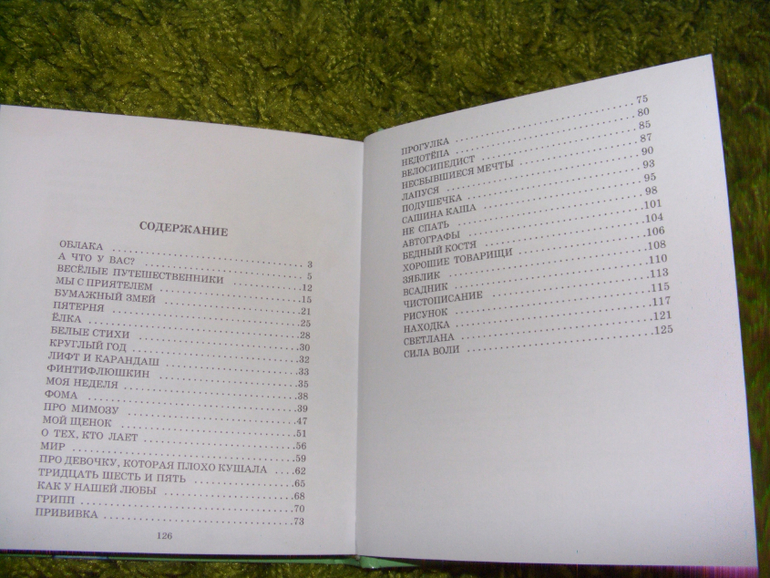 СОДЕРЖАНИЕ
ОБЛАКА 3
А ЧТО У ВАС? 5
ВЕСЁЛЫЕ ПУТЕШЕСТВЕННИКИ 12
МЫ С ПРИЯТЕЛЕМ 15
БУМАЖНЫЙ ЗМЕЙ 21
ПЯТЕРНЯ 25
ЁЛКА 28
БЕЛЫЕ СТИХИ 30
КРУГЛЫЙ ГОД 32
ЛИФТ И КАРАНДАШ 33
ФИНТИФЛЮШКИН 35
МОЯ НЕДЕЛЯ 38
ФОМА 39
ПРО МИМОЗУ 47
МОЙ ЩЕНОК 51
О ТЕХ, КТО ЛАЕТ 56
МИР 59
ПРО ДЕВОЧКУ, КОТОРАЯ ПЛОХО КУШАЛА 62
ТРИДЦАТЬ ШЕСТЬ И ПЯТЬ 65
КАК У НАШЕЙ ЛЮБЫ 68
ГРИПП 70
ПРИВИВКА 73
126
ПРОГУЛКА 75
НЕДОТЁПА 80
ВЕЛОСИПЕДИСТ 85
НЕСБЫВШИЕСЯ МЕЧТЫ 87
ЛАПУСЯ 90
ПОДУШЕЧКА 93
САШИНА КАША 95
НЕ СПАТЬ 98
АВТОГРАФЫ 101
БЕДНЫЙ КОСТЯ 104
ХОРОШИЕ ТОВАРИЩИ 106
ЗЯБЛИК 108
ВСАДНИК 110
ЧИСТОПИСАНИЕ 113
РИСУНОК 115
НАХОДКА 117
СВЕТЛАНА 121
СИЛА ВОЛИ 125